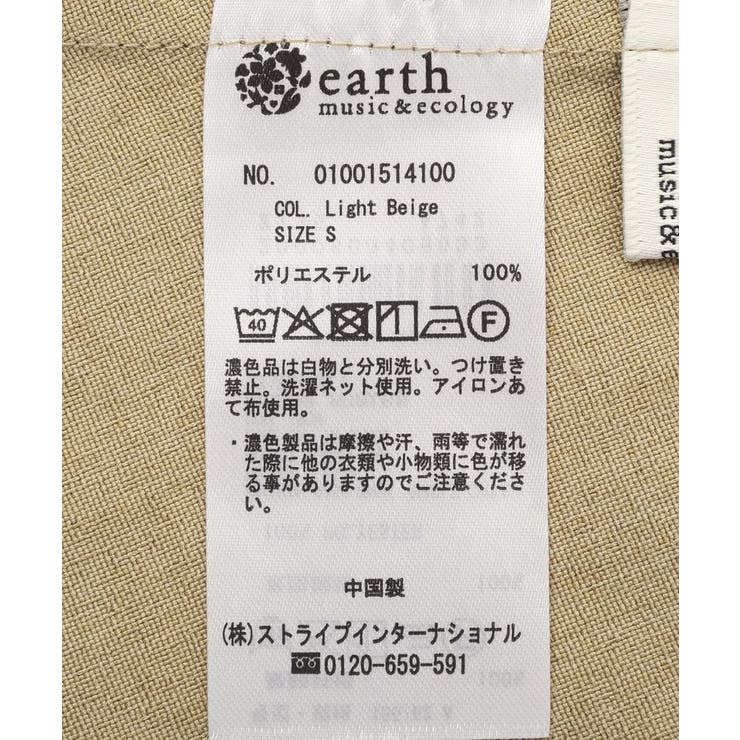 earth
music&ecology
NO. 01001514100
COL. Light Beige
SIZE S
ポリエステル 100%
40 F
濃色品は白物と分別洗い。つけ置き
禁止。洗濯ネット使用。アイロンあ
て布使用。
・濃色製品は摩擦や汗、雨等で濡れ
た際に他の衣類や小物類に色が移
る事がありますのでご注意くださ
い。
中国製
(株)ストライプインターナショナル
0120-659-591
music&e